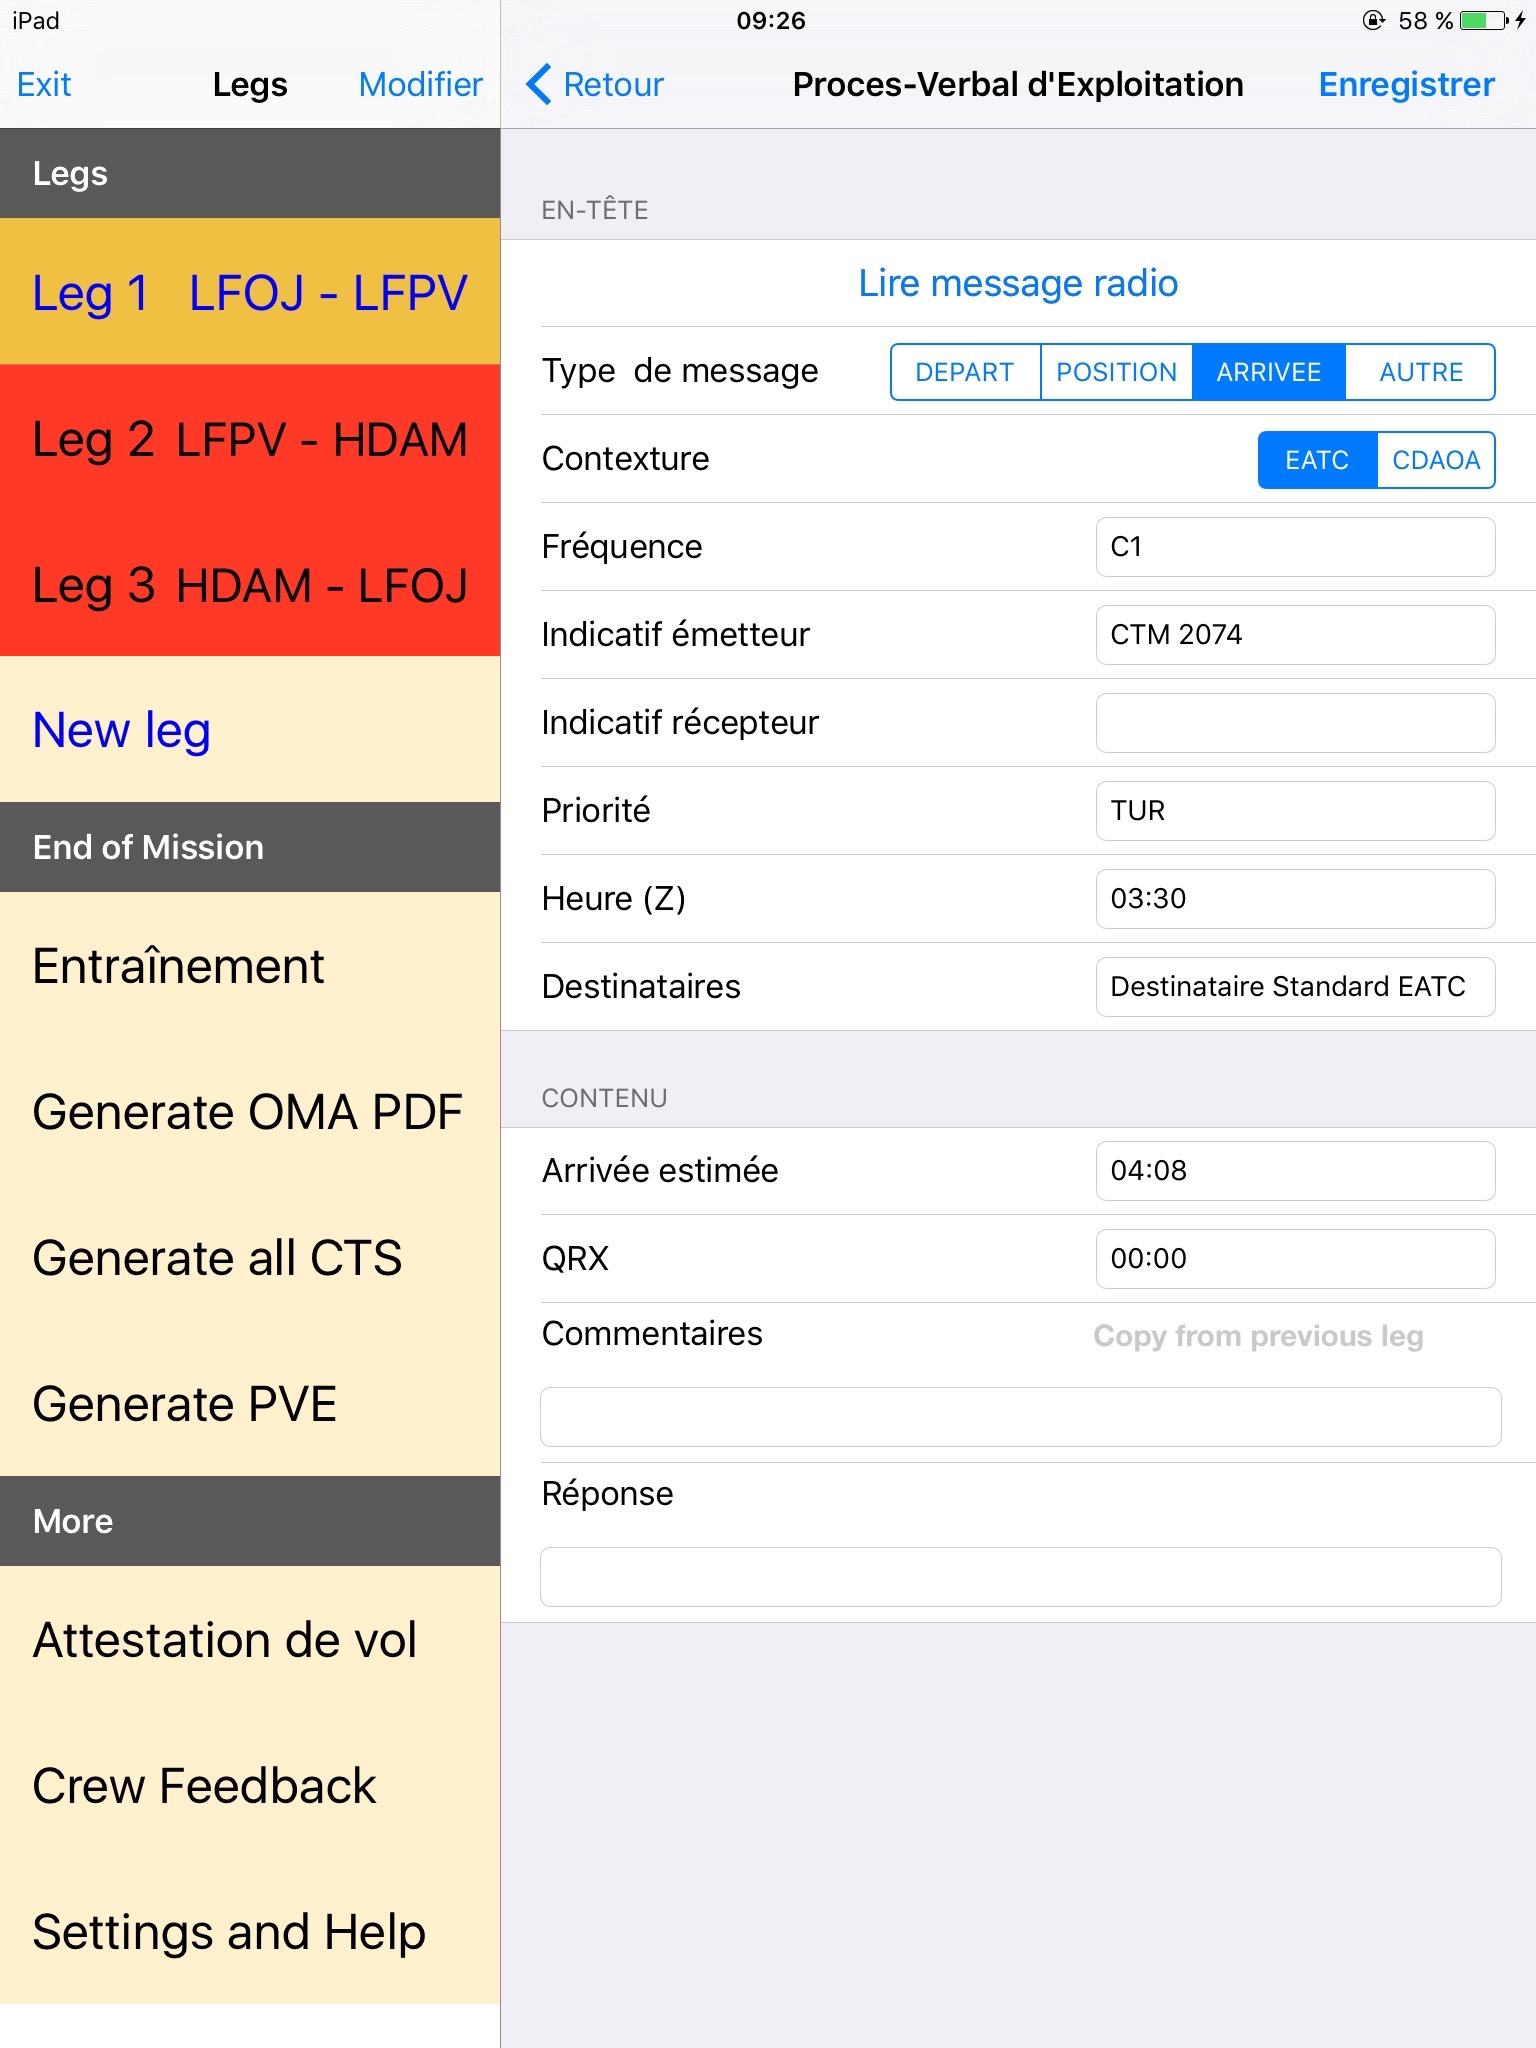 iPad
09:26
58 %
Exit
Legs
Modifier
Retour
Proces-Verbal d'Exploitation
Enregistrer
Legs
Leg 1 LFOJ - LFPV
Leg 2 LFPV - HDAM
Leg 3 HDAM - LFOJ
New leg
End of Mission
Entraînement
Generate OMA PDF
Generate all CTS
Generate PVE
More
Attestation de vol
Crew Feedback
Settings and Help
EN-TÊTE
Lire message radio
Type de message DEPART POSITION ARRIVEE AUTRE
Contexture EATC CDAOA
Fréquence C1
Indicatif émetteur CTM 2074
Indicatif récepteur
Priorité TUR
Heure (Z) 03:30
Destinataires Destinataire Standard EATC
CONTENU
Arrivée estimée 04:08
QRX 00:00
Commentaires Copy from previous leg
Réponse